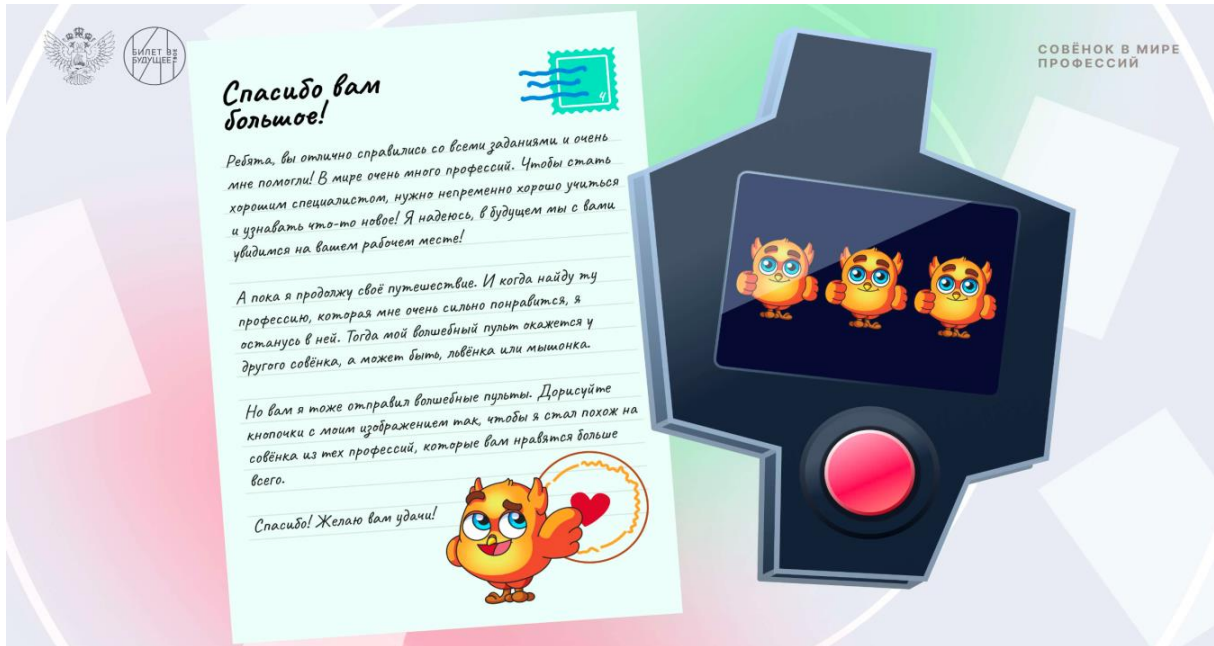 БИЛЕТ В
БУДУЩЕЕ
СОВЁНОК В МИРЕ
ПРОФЕССИЙ
Спасибо вам
большое!
Ребята, вы отлично справились со всеми заданиями и очень
мне помогли! В мире очень много профессий. Чтобы стать
хорошим специалистом, нужно непременно хорошо учиться
и узнавать что-то новое! Я надеюсь, в будущем мы с вами
увидимся на вашем рабочем месте!
А пока я продолжу своё путешествие. И когда найду ту
профессию, которая мне очень сильно понравится, я
останусь в ней. Тогда мой волшебный пульт окажется у
другого совёнка, а может быть, львёнка или мышонка.
Но вам я тоже отправил волшебные пульты. Дорисуйте
кнопочки с моим изображением так, чтобы я стал похож на
совёнка из тех профессий, которые вам нравятся больше
всего.
Спасибо! Желаю вам удачи!